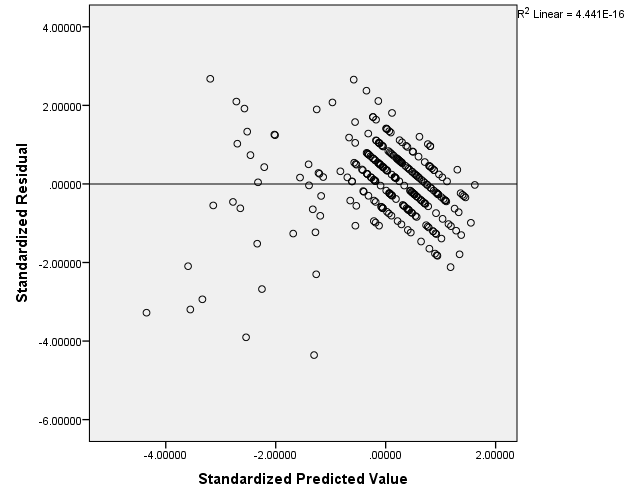 R² Linear = 4.441E-16
4.00000
2.00000
.00000
-2.00000
-4.00000
-6.00000
Standardized Residual
-4.00000 -2.00000 .00000 2.00000
Standardized Predicted Value